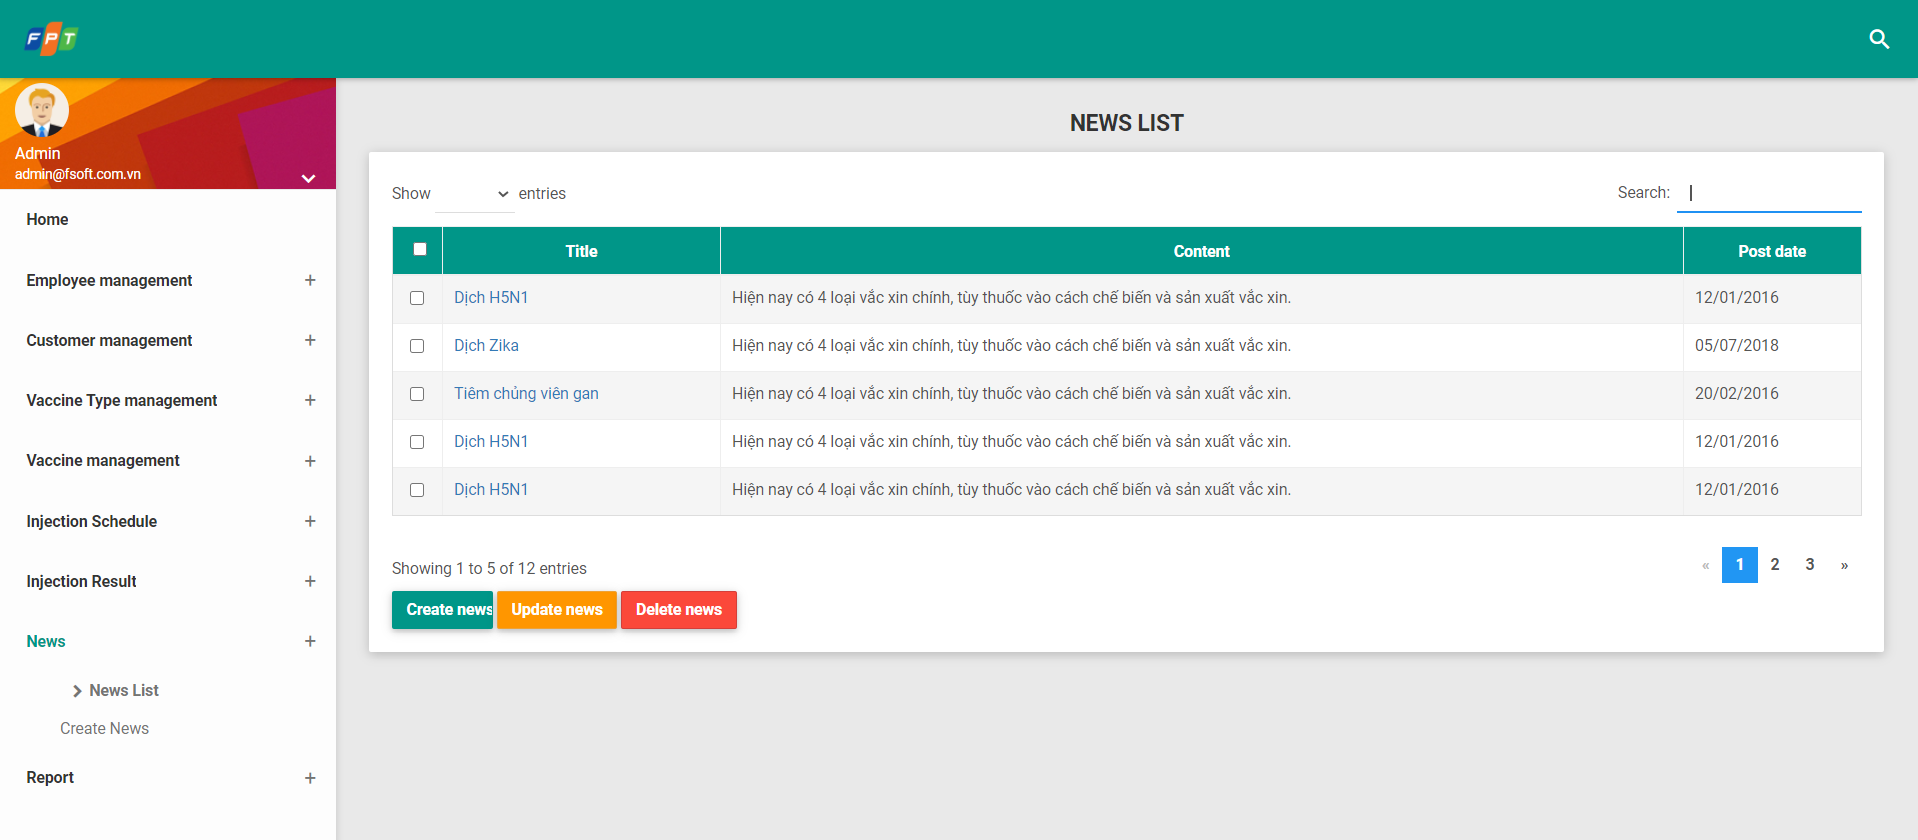 FPT
Admin
admin@fsoft.com.vn
Home
Employee management
Customer management
Vaccine Type management
Vaccine management
Injection Schedule
Injection Result
News
News List
Create News
Report
NEWS LIST
Show entries
Search:
Title Content Post date
Dịch H5N1 Hiện nay có 4 loại vắc xin chính, tùy thuốc vào cách chế biến và sản xuất vắc xin. 12/01/2016
Dịch Zika Hiện nay có 4 loại vắc xin chính, tùy thuốc vào cách chế biến và sản xuất vắc xin. 05/07/2018
Tiêm chủng viên gan Hiện nay có 4 loại vắc xin chính, tùy thuốc vào cách chế biến và sản xuất vắc xin. 20/02/2016
Dịch H5N1 Hiện nay có 4 loại vắc xin chính, tùy thuốc vào cách chế biến và sản xuất vắc xin. 12/01/2016
Dịch H5N1 Hiện nay có 4 loại vắc xin chính, tùy thuốc vào cách chế biến và sản xuất vắc xin. 12/01/2016
Showing 1 to 5 of 12 entries
« 1 2 3 »
Create news Update news Delete news